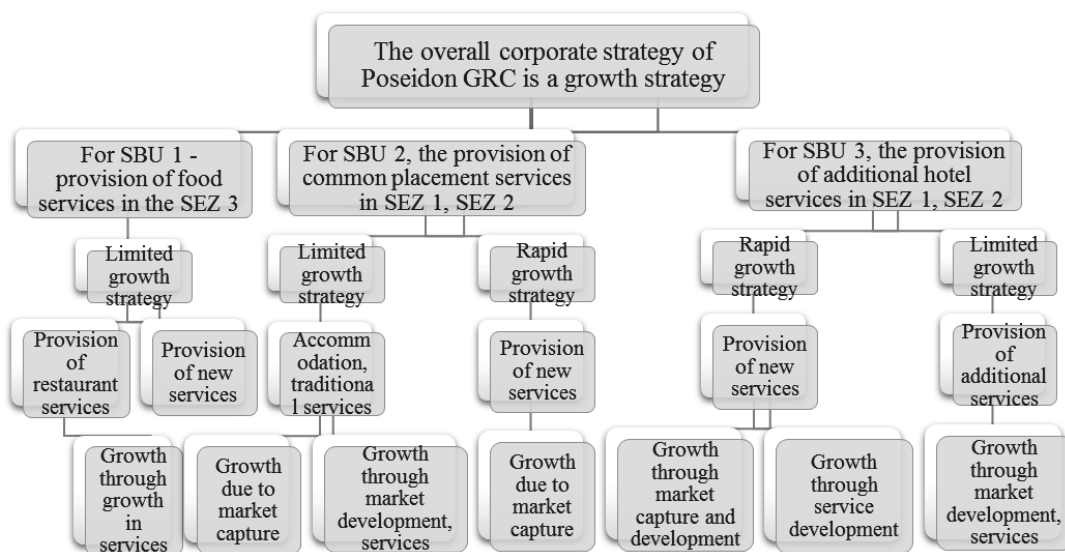 The overall corporate strategy of
Poseidon GRC is a growth strategy
For SBU 1 -
provision of food
services in the SEZ 3
For SBU 2, the provision of
common placement services
in SEZ 1, SEZ 2
For SBU 3, the provision
of additional hotel
services in SEZ 1, SEZ 2
Limited
growth
strategy
Limited
growth
strategy
Rapid
growth
strategy
Rapid
growth
strategy
Limited
growth
strategy
Provision
of
restaurant
services
Provision
of new
services
Accomm
odation,
traditiona
l services
Provision
of new
services
Provision
of new
services
Provision
of
additional
services
Growth
through
growth
in
services
Growth
due to
market
capture
Growth
through
market
development,
services
Growth
due to
market
capture
Growth
through market
capture and
development
Growth
through
service
development
Growth
through
market
development,
services